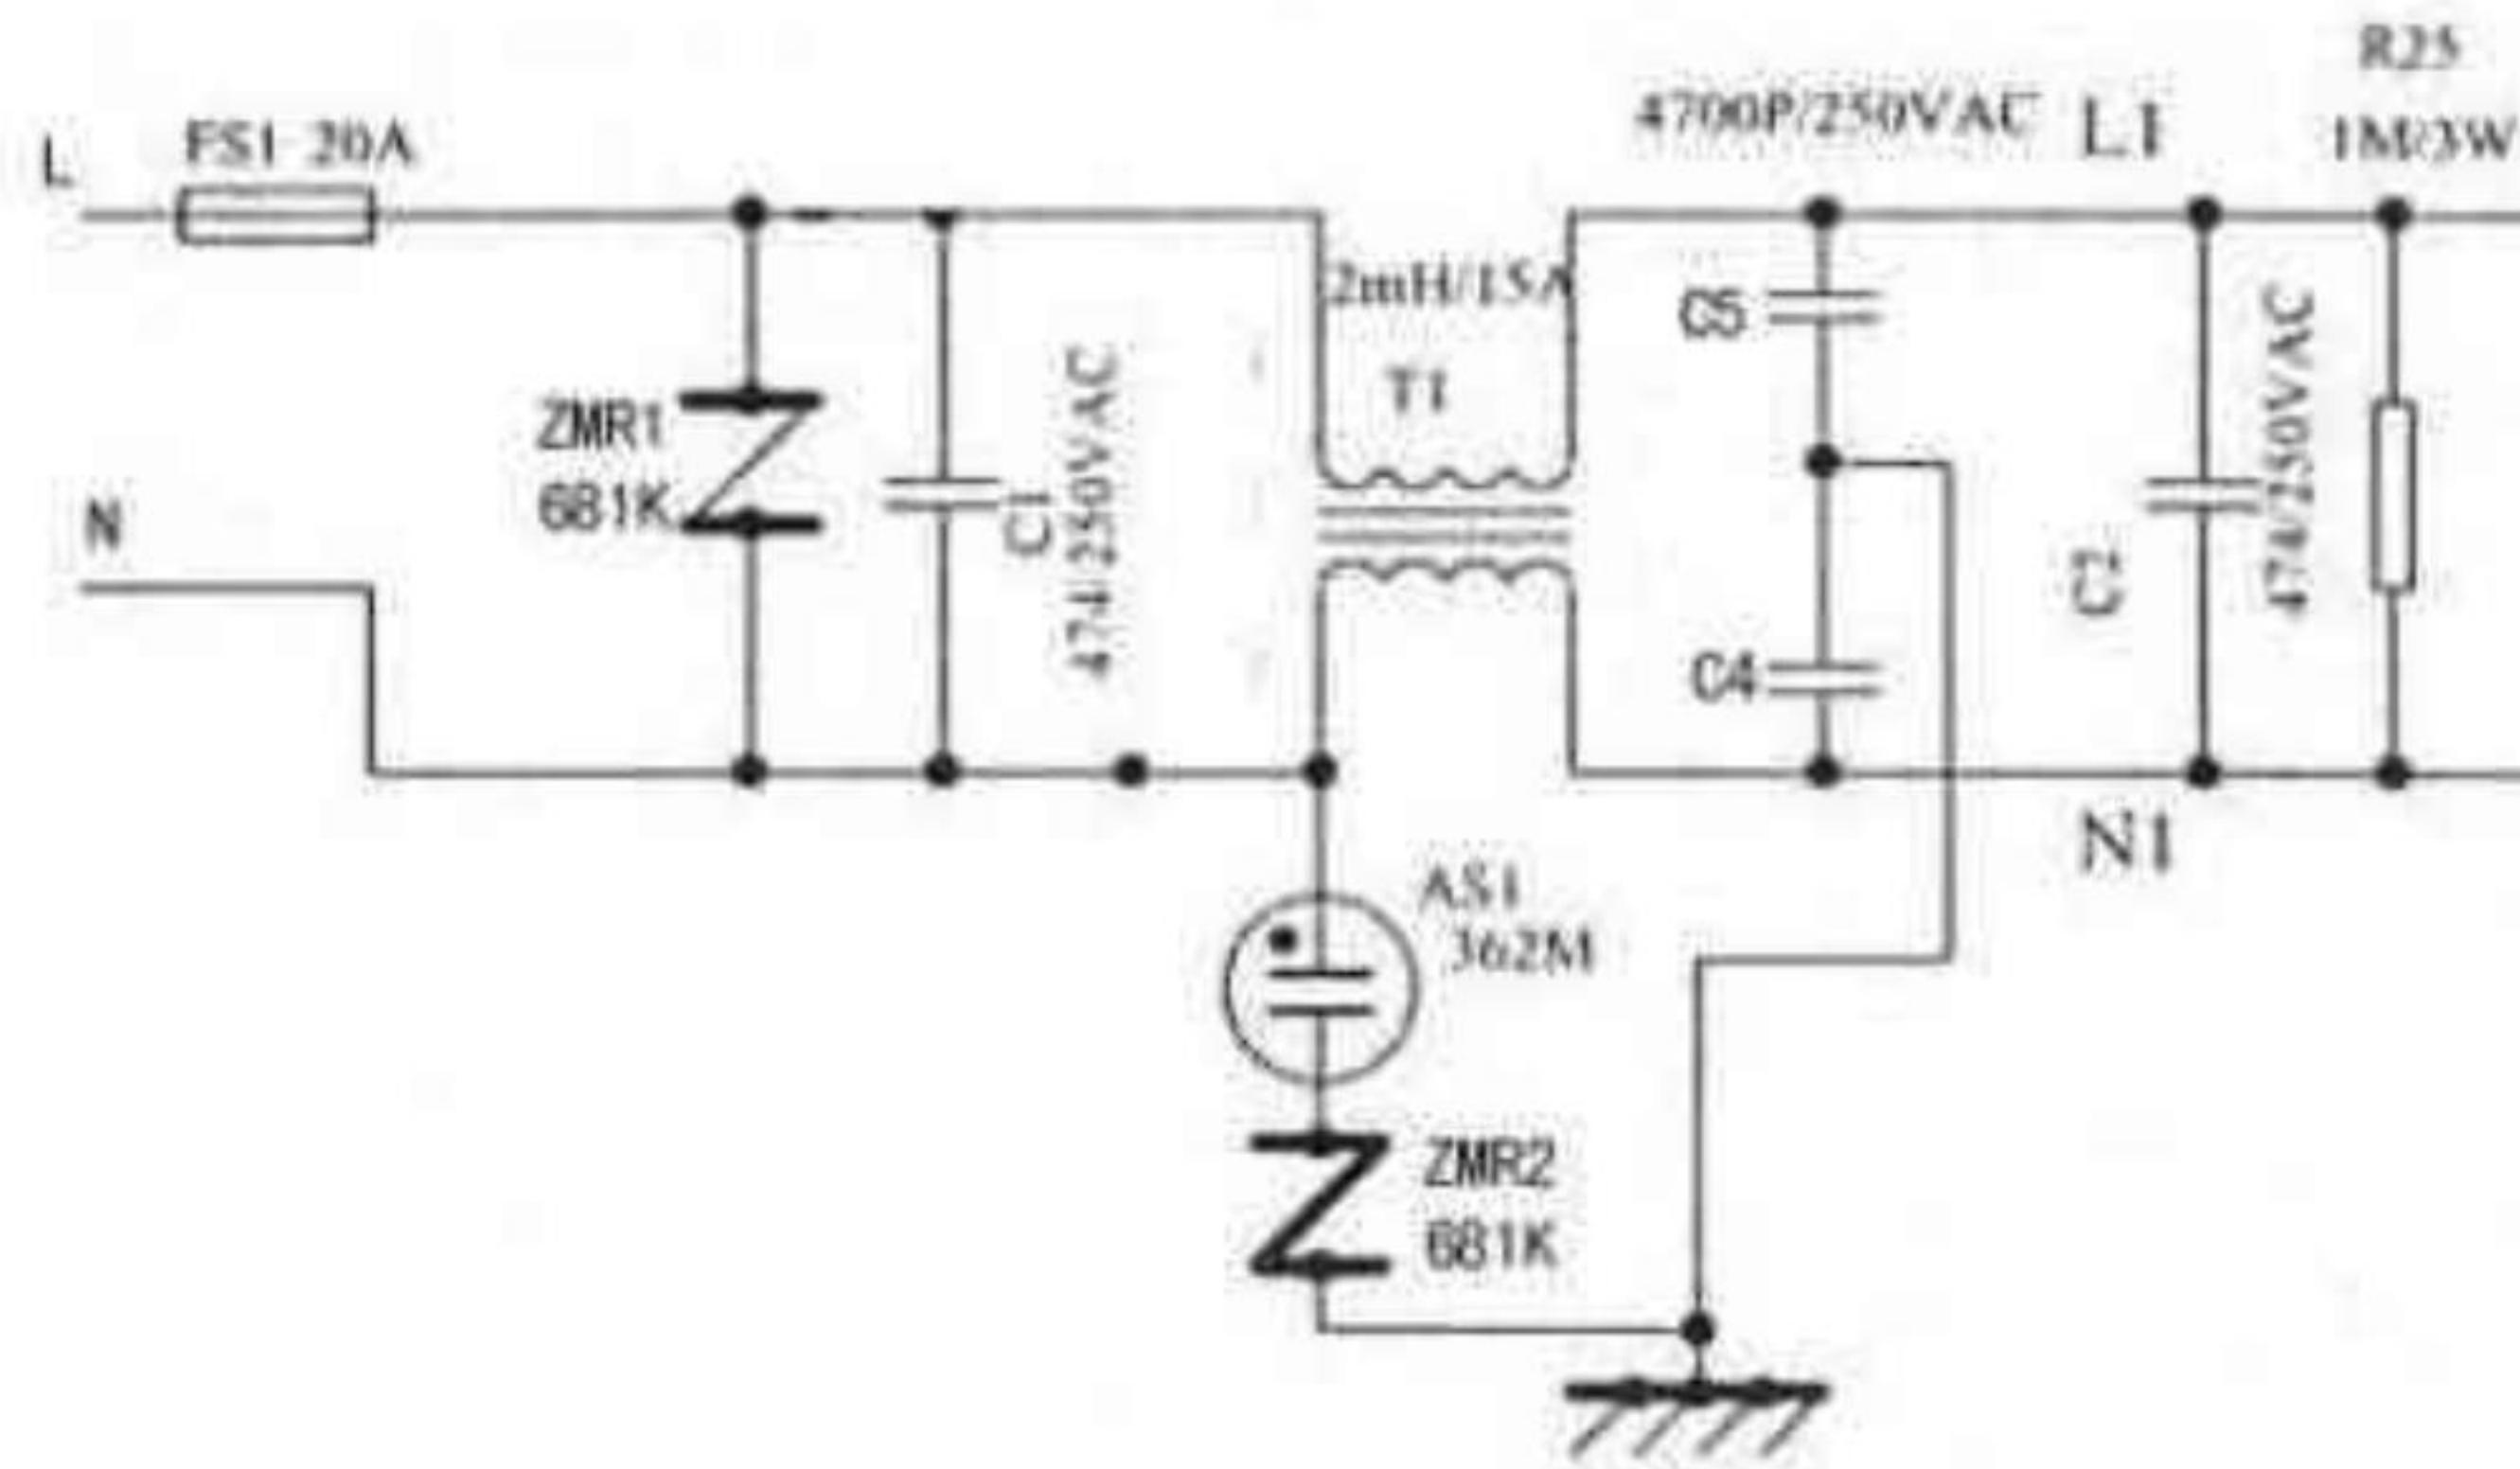 R25
4700P/250VAC L1
1M/3W
L
FS1 20A
2mH/15A
C5
T1
ZMR1
681K
C1
474/250VAC
N
C4
C2
474/250VAC
N1
AS1
362M
ZMR2
681K